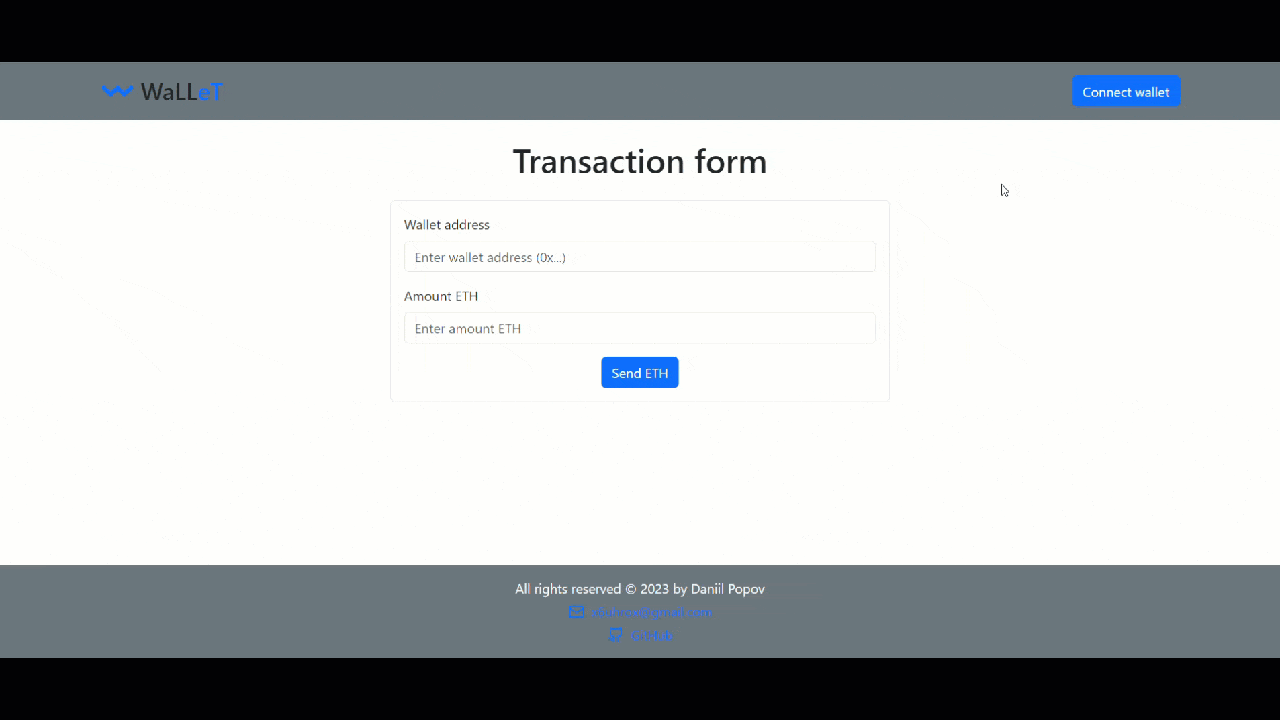 WaLLeT
Connect wallet
Transaction form
Wallet address
Enter wallet address (0x...)
Amount ETH
Enter amount ETH
Send ETH
All rights reserved © 2023 by Daniil Popov
GitHub